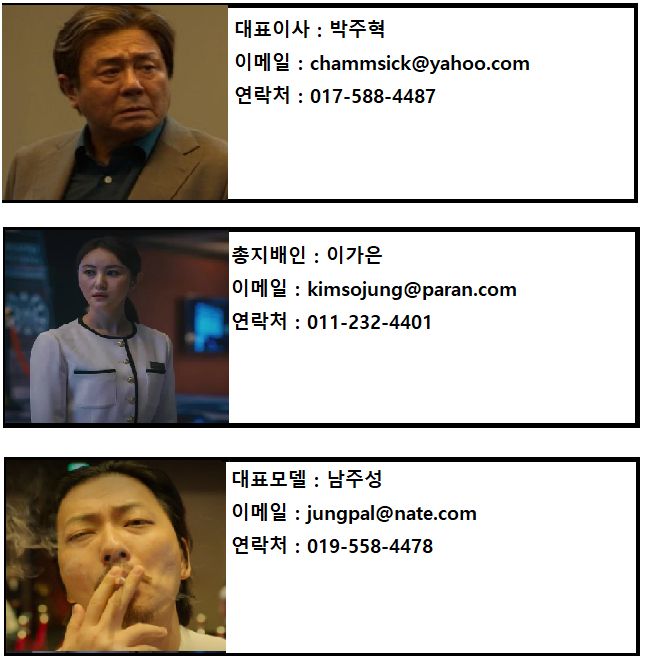 대표이사 : 박주혁
이메일 : chammsick@yahoo.com
연락처 : 017-588-4487
총지배인 : 이가은
이메일 : kimsojung@paran.com
연락처 : 011-232-4401
대표모델 : 남주성
이메일 : jungpal@nate.com
연락처 : 019-558-4478